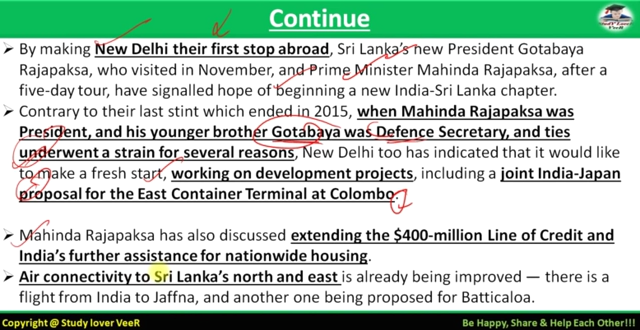 Continue
Study Lover
VeeR
➢ By making New Delhi their first stop abroad, Sri Lanka's new President Gotabaya
Rajapaksa, who visited in November, and Prime Minister Mahinda Rajapaksa, after a
five-day tour, have signalled hope of beginning a new India-Sri Lanka chapter.
➢ Contrary to their last stint which ended in 2015, when Mahinda Rajapaksa was
President, and his younger brother Gotabaya was Defence Secretary, and ties
underwent a strain for several reasons, New Delhi too has indicated that it would like
to make a fresh start, working on development projects, including a joint India-Japan
proposal for the East Container Terminal at Colombo.
➢ Mahinda Rajapaksa has also discussed extending the $400-million Line of Credit and
India's further assistance for nationwide housing.
➢ Air connectivity to Sri Lanka's north and east is already being improved — there is a
flight from India to Jaffna, and another one being proposed for Batticaloa.
Copyright @ Study lover VeeR
Be Happy, Share & Help Each Other!!!